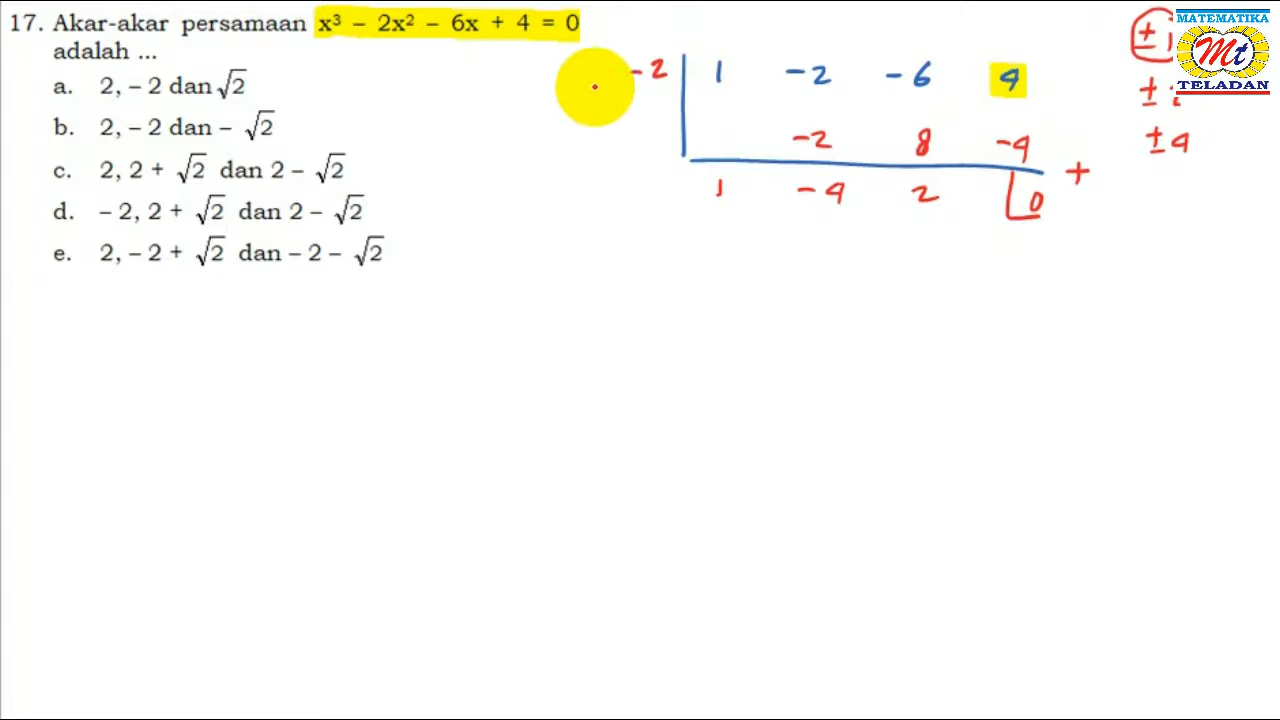 17. Akar-akar persamaan x³ – 2x² – 6x + 4 = 0
adalah ...
a. 2, – 2 dan √2
b. 2, – 2 dan – √2
c. 2, 2 + √2 dan 2 – √2
d. – 2, 2 + √2 dan 2 – √2
e. 2, – 2 + √2 dan – 2 – √2
-2 1 -2 -6 4
-2 8 -4 +
1 -4 2 0
±
±
±4
MATEMATIKA
Mt
TELADAN